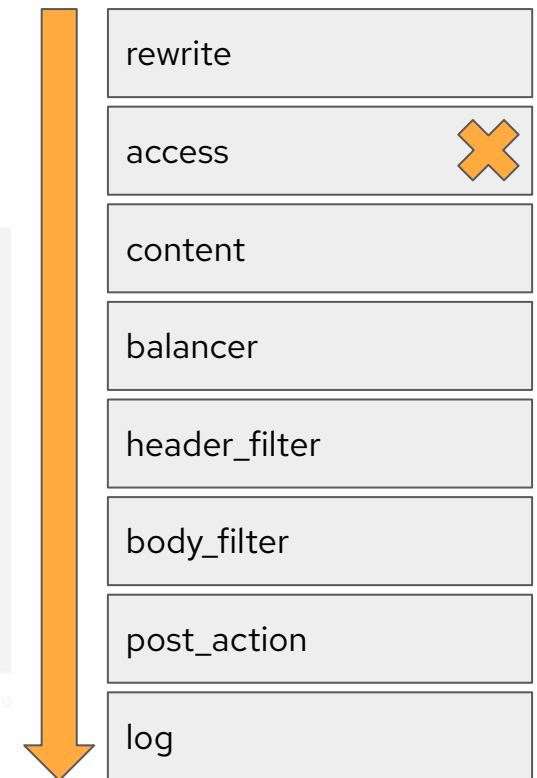 rewrite
access
content
balancer
header_filter
body_filter
post_action
log